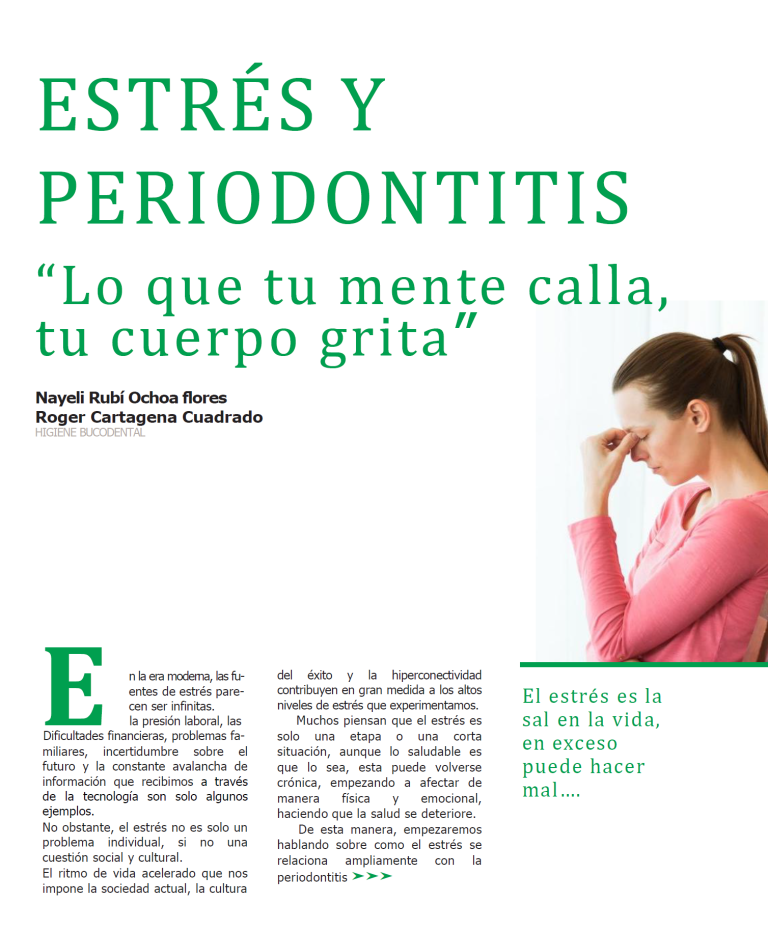 ESTRÉS Y
PERIODONTITIS
“Lo que tu mente calla,
tu cuerpo grita”
Nayeli Rubí Ochoa flores
Roger Cartagena Cuadrado
HIGIENE BUCODENTAL
En la era moderna, las fu-
entes de estrés pare-
cen ser infinitas.
la presión laboral, las
Dificultades financieras, problemas fa-
miliares, incertidumbre sobre el
futuro y la constante avalancha de
información que recibimos a través
de la tecnología son solo algunos
ejemplos.
No obstante, el estrés no es solo un
problema individual, si no una
cuestión social y cultural.
El ritmo de vida acelerado que nos
impone la sociedad actual, la cultura
del éxito y la hiperconectividad
contribuyen en gran medida a los altos
niveles de estrés que experimentamos.
Muchos piensan que el estrés es
solo una etapa o una corta
situación, aunque lo saludable es
que lo sea, esta puede volverse
crónica, empezando a afectar de
manera física y emocional,
haciendo que la salud se deteriore.
De esta manera, empezaremos
hablando sobre como el estrés se
relaciona ampliamente con la
periodontitis ➤➤➤
El estrés es la
sal en la vida,
en exceso
puede hacer
mal….